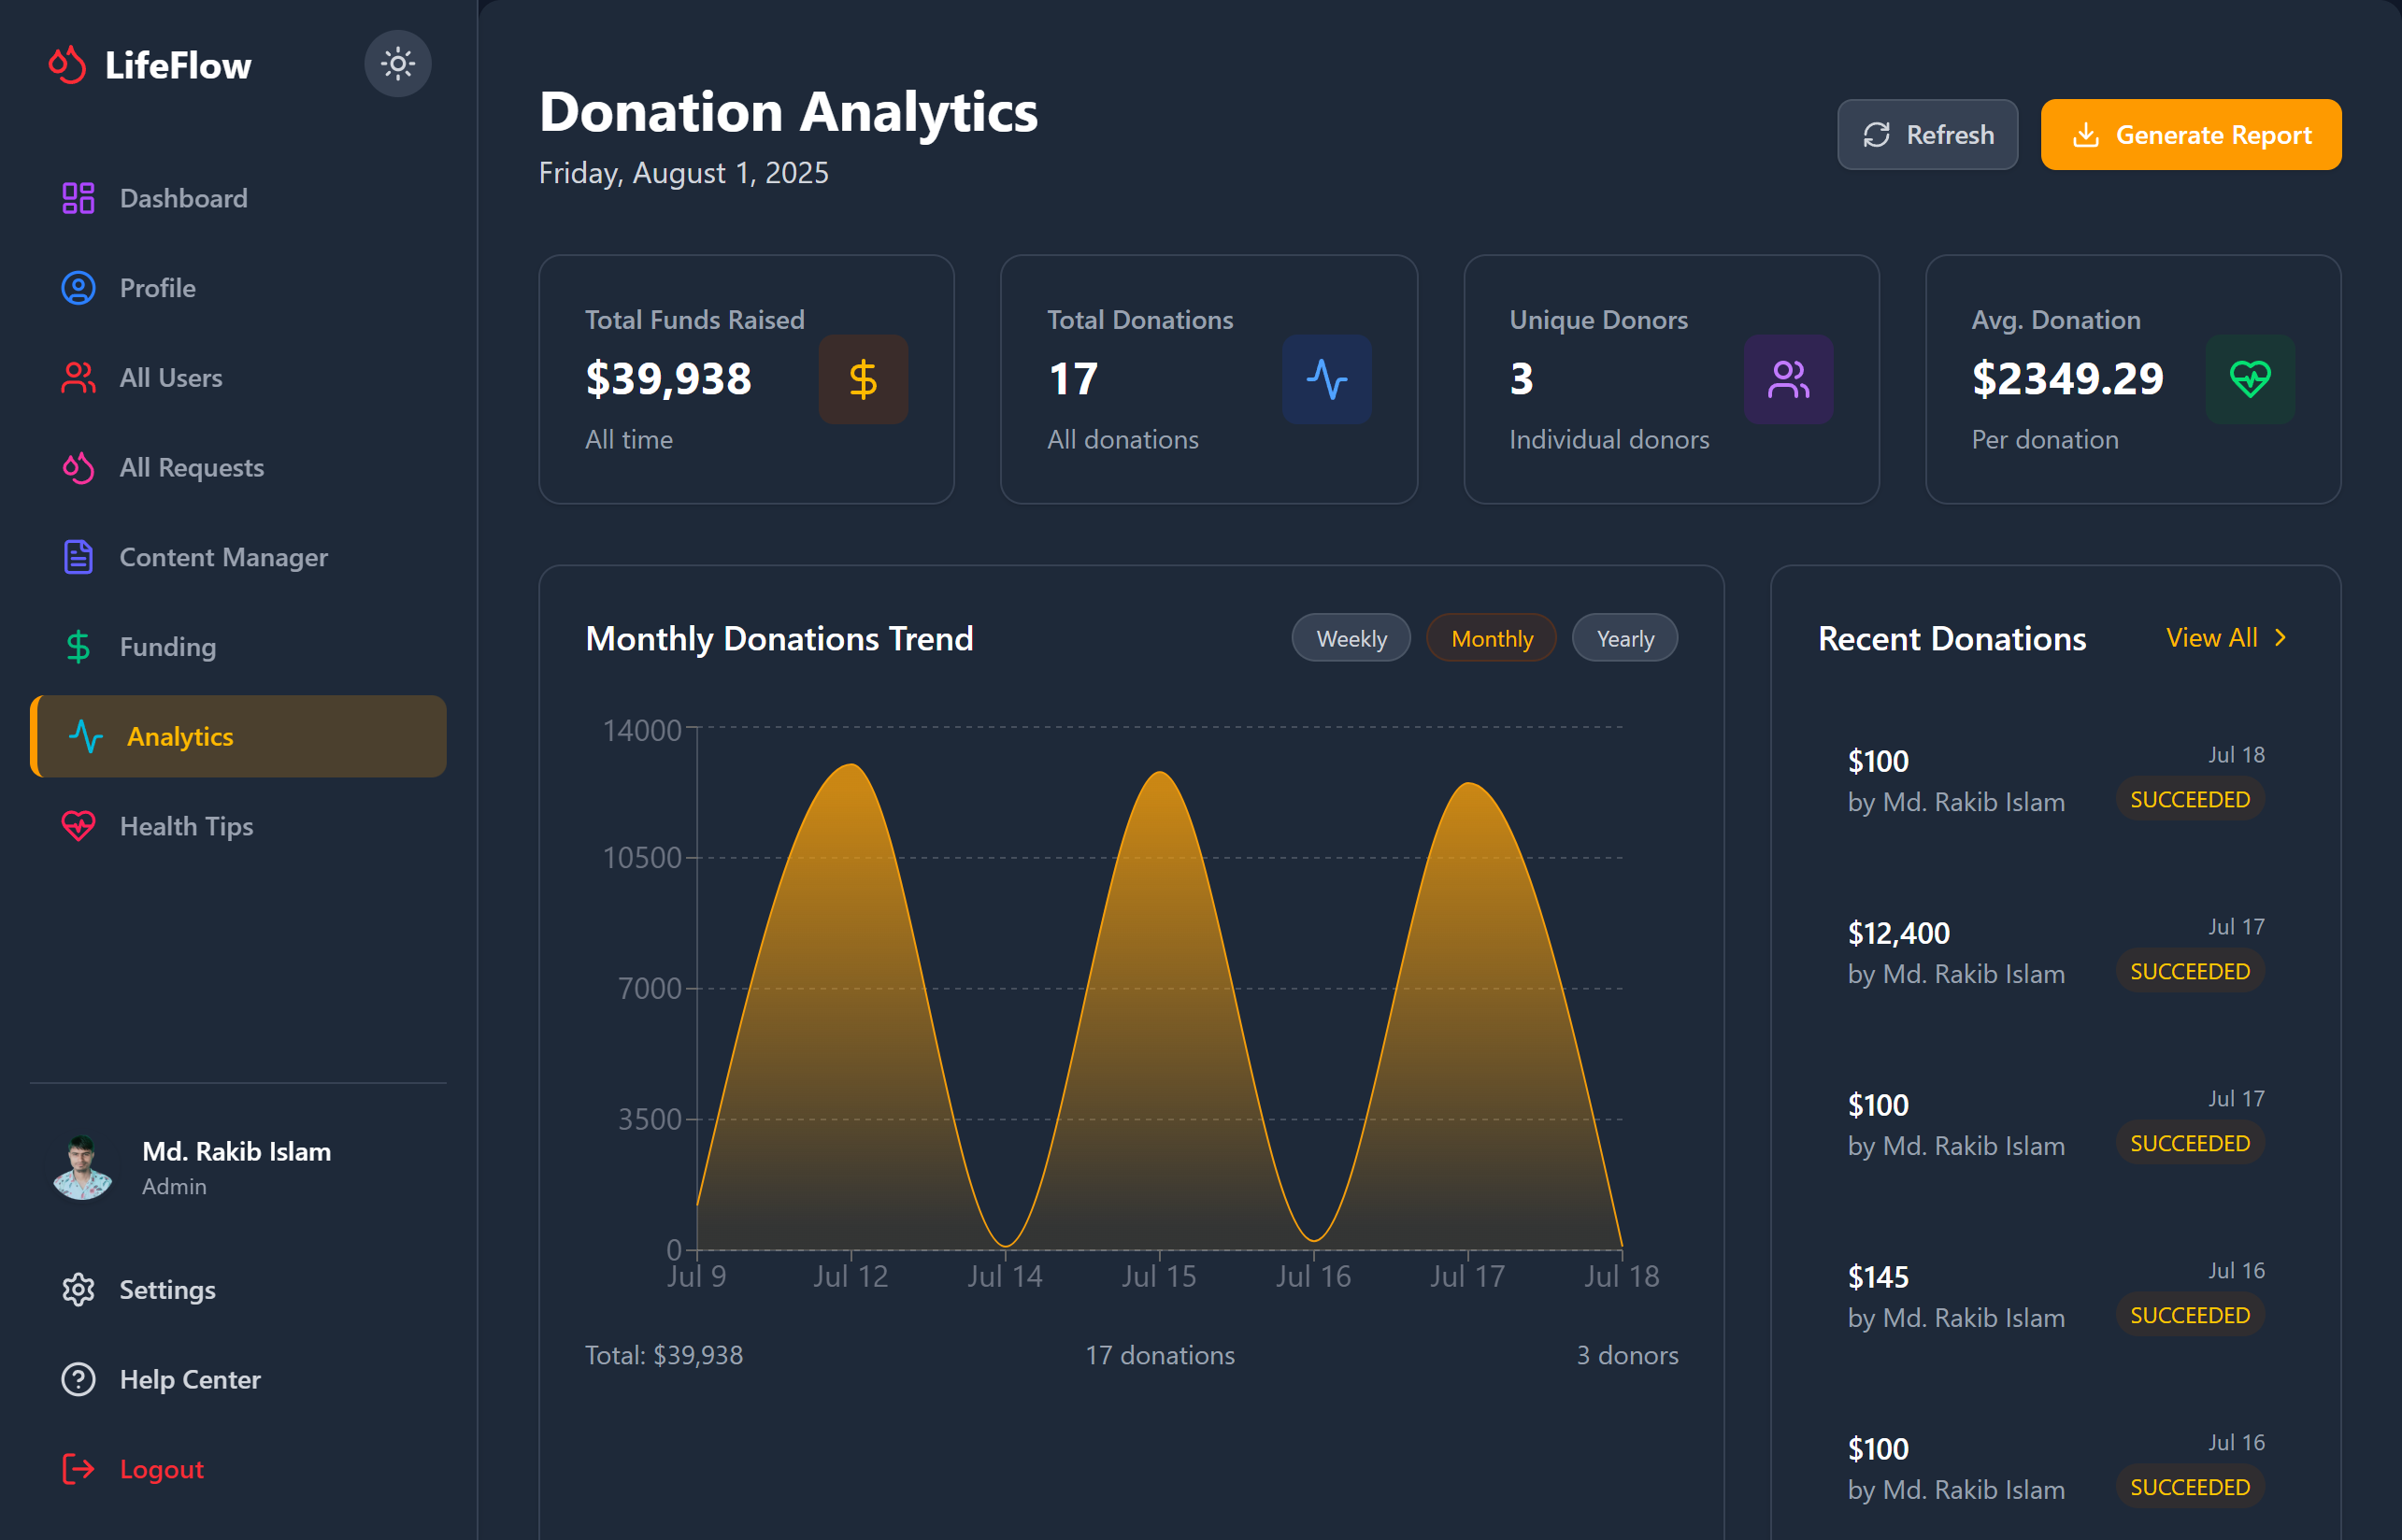 LifeFlow
Dashboard
Profile
All Users
All Requests
Content Manager
Funding
Analytics
Health Tips
Md. Rakib Islam
Admin
Settings
Help Center
Logout
Donation Analytics
Friday, August 1, 2025
Refresh
Generate Report
Total Funds Raised
$39,938
All time
Total Donations
17
All donations
Unique Donors
3
Individual donors
Avg. Donation
$2349.29
Per donation
Monthly Donations Trend
Weekly
Monthly
Yearly
14000
10500
7000
3500
0
Jul 9
Jul 12
Jul 14
Jul 15
Jul 16
Jul 17
Jul 18
Total: $39,938
17 donations
3 donors
Recent Donations
View All
$100
Jul 18
by Md. Rakib Islam
SUCCEEDED
$12,400
Jul 17
by Md. Rakib Islam
SUCCEEDED
$100
Jul 17
by Md. Rakib Islam
SUCCEEDED
$145
Jul 16
by Md. Rakib Islam
SUCCEEDED
$100
Jul 16
by Md. Rakib Islam
SUCCEEDED